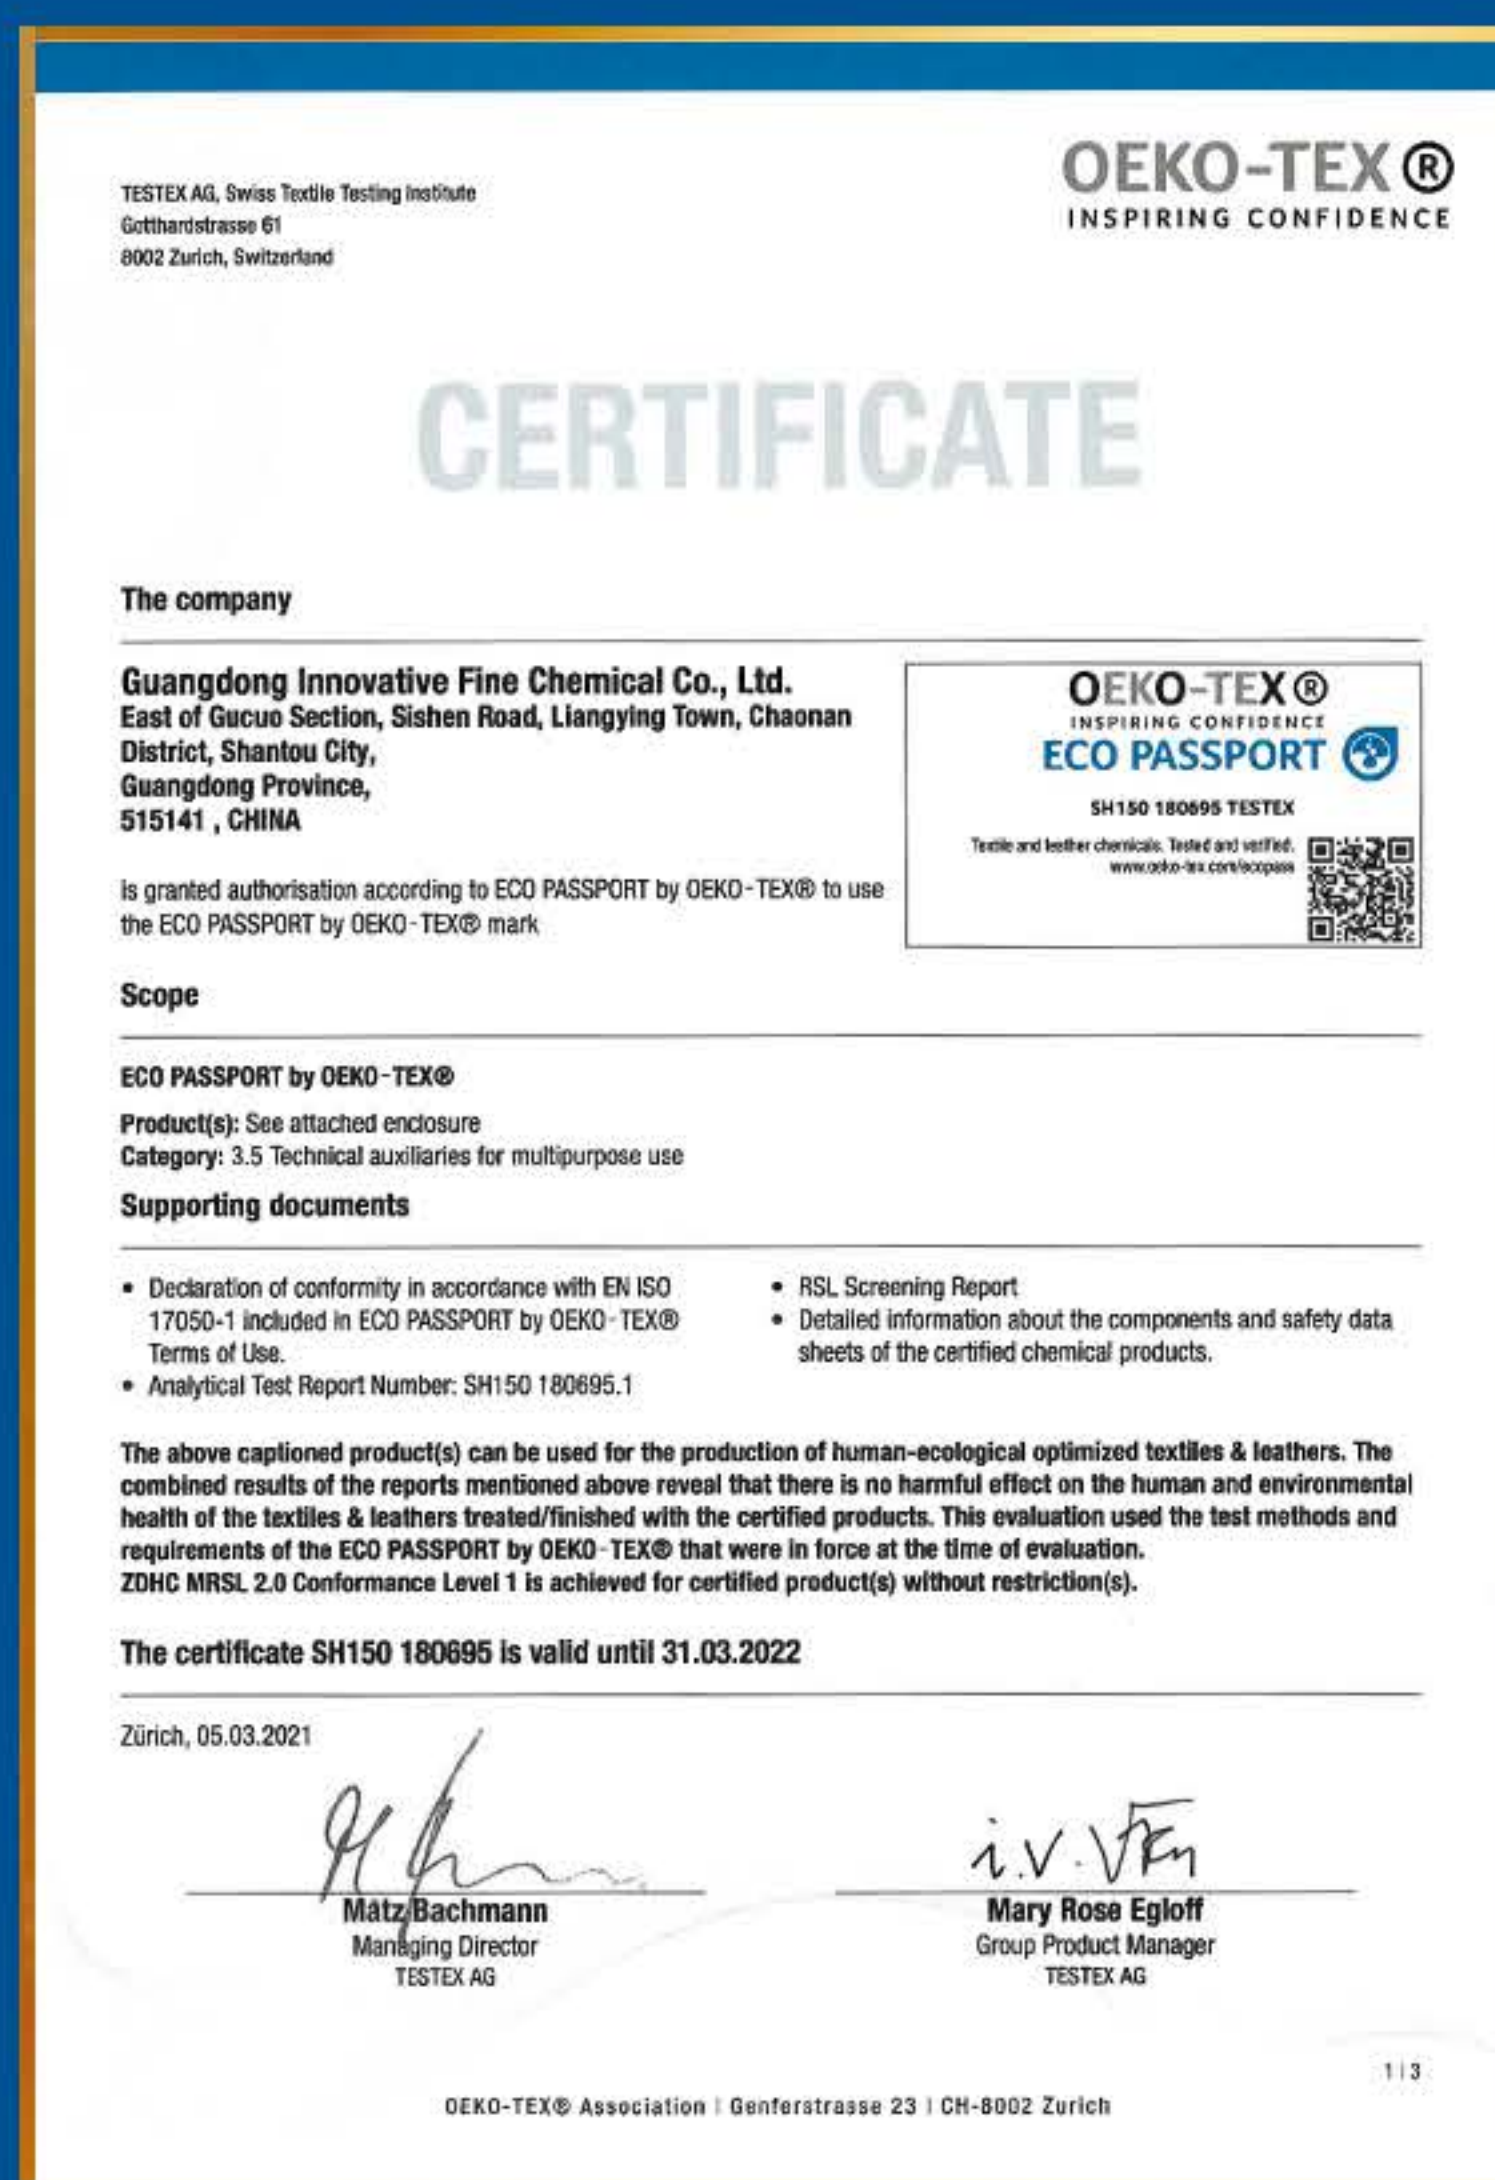 TESTEX AG, Swiss Textile Testing Institute
Gotthardstrasse 61
8002 Zurich, Switzerland
OEKO-TEX®
INSPIRING CONFIDENCE
CERTIFICATE
The company
Guangdong Innovative Fine Chemical Co., Ltd.
East of Gucuo Section, Sishen Road, Liangying Town, Chaonan
District, Shantou City,
Guangdong Province,
515141 , CHINA
is granted authorisation according to ECO PASSPORT by OEKO-TEX® to use
the ECO PASSPORT by OEKO-TEX® mark
OEKO-TEX®
INSPIRING CONFIDENCE
ECO PASSPORT
SH150 180695 TESTEX
Textile and leather chemicals. Tested and verified.
www.oeko-tex.com/ecopass
Scope
ECO PASSPORT by OEKO-TEX®
Product(s): See attached enclosure
Category: 3.5 Technical auxiliaries for multipurpose use
Supporting documents
• Declaration of conformity in accordance with EN ISO
17050-1 included in ECO PASSPORT by OEKO-TEX®
Terms of Use.
• Analytical Test Report Number: SH150 180695.1
• RSL Screening Report
• Detailed information about the components and safety data
sheets of the certified chemical products.
The above captioned product(s) can be used for the production of human-ecological optimized textiles & leathers. The
combined results of the reports mentioned above reveal that there is no harmful effect on the human and environmental
health of the textiles & leathers treated/finished with the certified products. This evaluation used the test methods and
requirements of the ECO PASSPORT by OEKO-TEX® that were in force at the time of evaluation.
ZDHC MRSL 2.0 Conformance Level 1 is achieved for certified product(s) without restriction(s).
The certificate SH150 180695 is valid until 31.03.2022
Zürich, 05.03.2021
i.V.
Matz Bachmann
Managing Director
TESTEX AG
Mary Rose Egloff
Group Product Manager
TESTEX AG
1 | 3
OEKO-TEX® Association | Genferstrasse 23 | CH-8002 Zurich